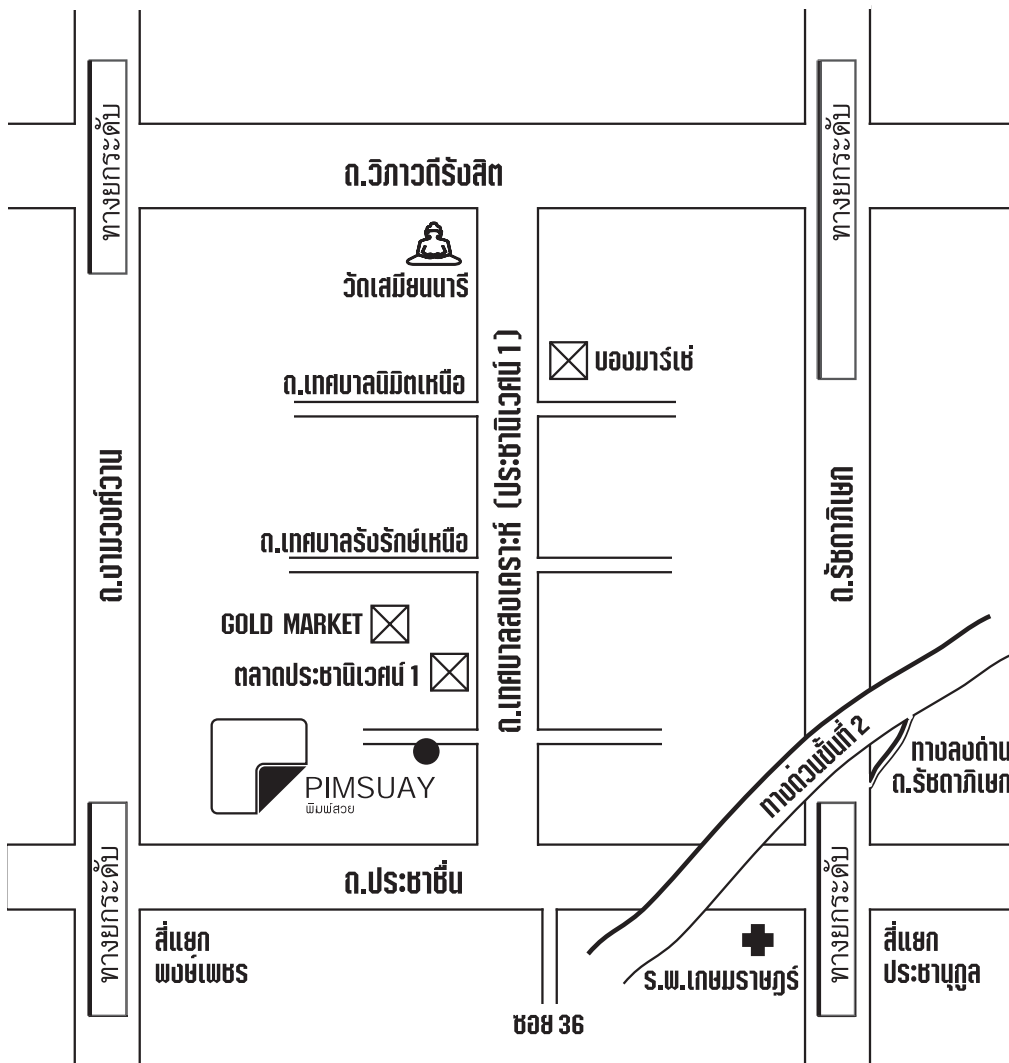 ทางยกระดับ
ทางยกระดับ
ถ.วิภาวดีรังสิต
วัดเสมียนนารี
บองมาร์เช่
ถ.เทศบาลนิมิตเหนือ
ถ.เทศบาลสงเคราะห์ (ประชานิเวศน์ 1)
ถ.งามวงศ์วาน
ถ.รัชดาภิเษก
ถ.เทศบาลรังรักษ์เหนือ
GOLD MARKET
ตลาดประชานิเวศน์ 1
ทางด่วนขั้นที่ 2
ทางลงด่าน
ถ.รัชดาภิเษก
PIMSUAY
พิมพ์สวย
ถ.ประชาชื่น
ทางยกระดับ
ทางยกระดับ
สี่แยก
พงษ์เพชร
สี่แยก
ประชานุกูล
ร.พ.เกษมราษฎร์
ซอย 36